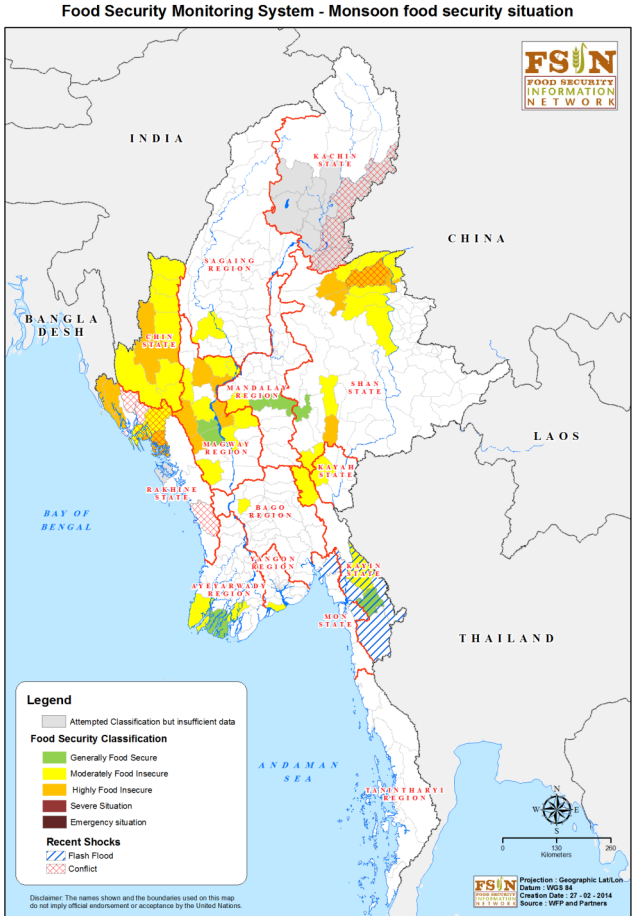 Food Security Monitoring System - Monsoon food security situation
FSIN
FOOD SECURITY
INFORMATION
NETWORK
INDIA
KACHIN
STATE
CHINA
SAGAING
REGION
BANGLA
DESH
CHIN
STATE
MANDALAY
REGION
SHAN
STATE
LAOS
MAGWAY
REGION
KAYAH
STATE
RAKHINE
STATE
BAY OF
BENGAL
BAGO
REGION
YANGON
REGION
KAYIN
STATE
AYEYARWADY
REGION
MON
STATE
THAILAND
Legend
Attempted Classification but insufficient data
Food Security Classification
Generally Food Secure
Moderately Food Insecure
Highly Food Insecure
Severe Situation
Emergency situation
Recent Shocks
Flash Flood
Conflict
ANDAMAN
SEA
TANINTHARYI
REGION
N
W E
S
0 130 260
Kilometers
FSIN
FOOD SECURITY
INFORMATION
NETWORK
Projection : Geographic Lat/Lon
Datum : WGS 84
Creation Date : 27 - 02 - 2014
Source : WFP and Partners
Disclaimer: The names shown and the boundaries used on this map
do not imply official endorsement or acceptance by the United Nations.